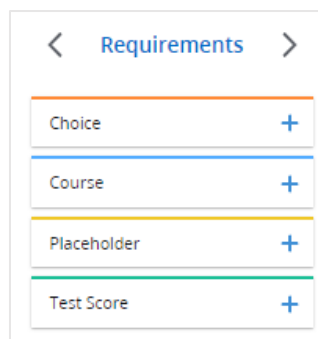 Requirements
Choice
Course
Placeholder
Test Score